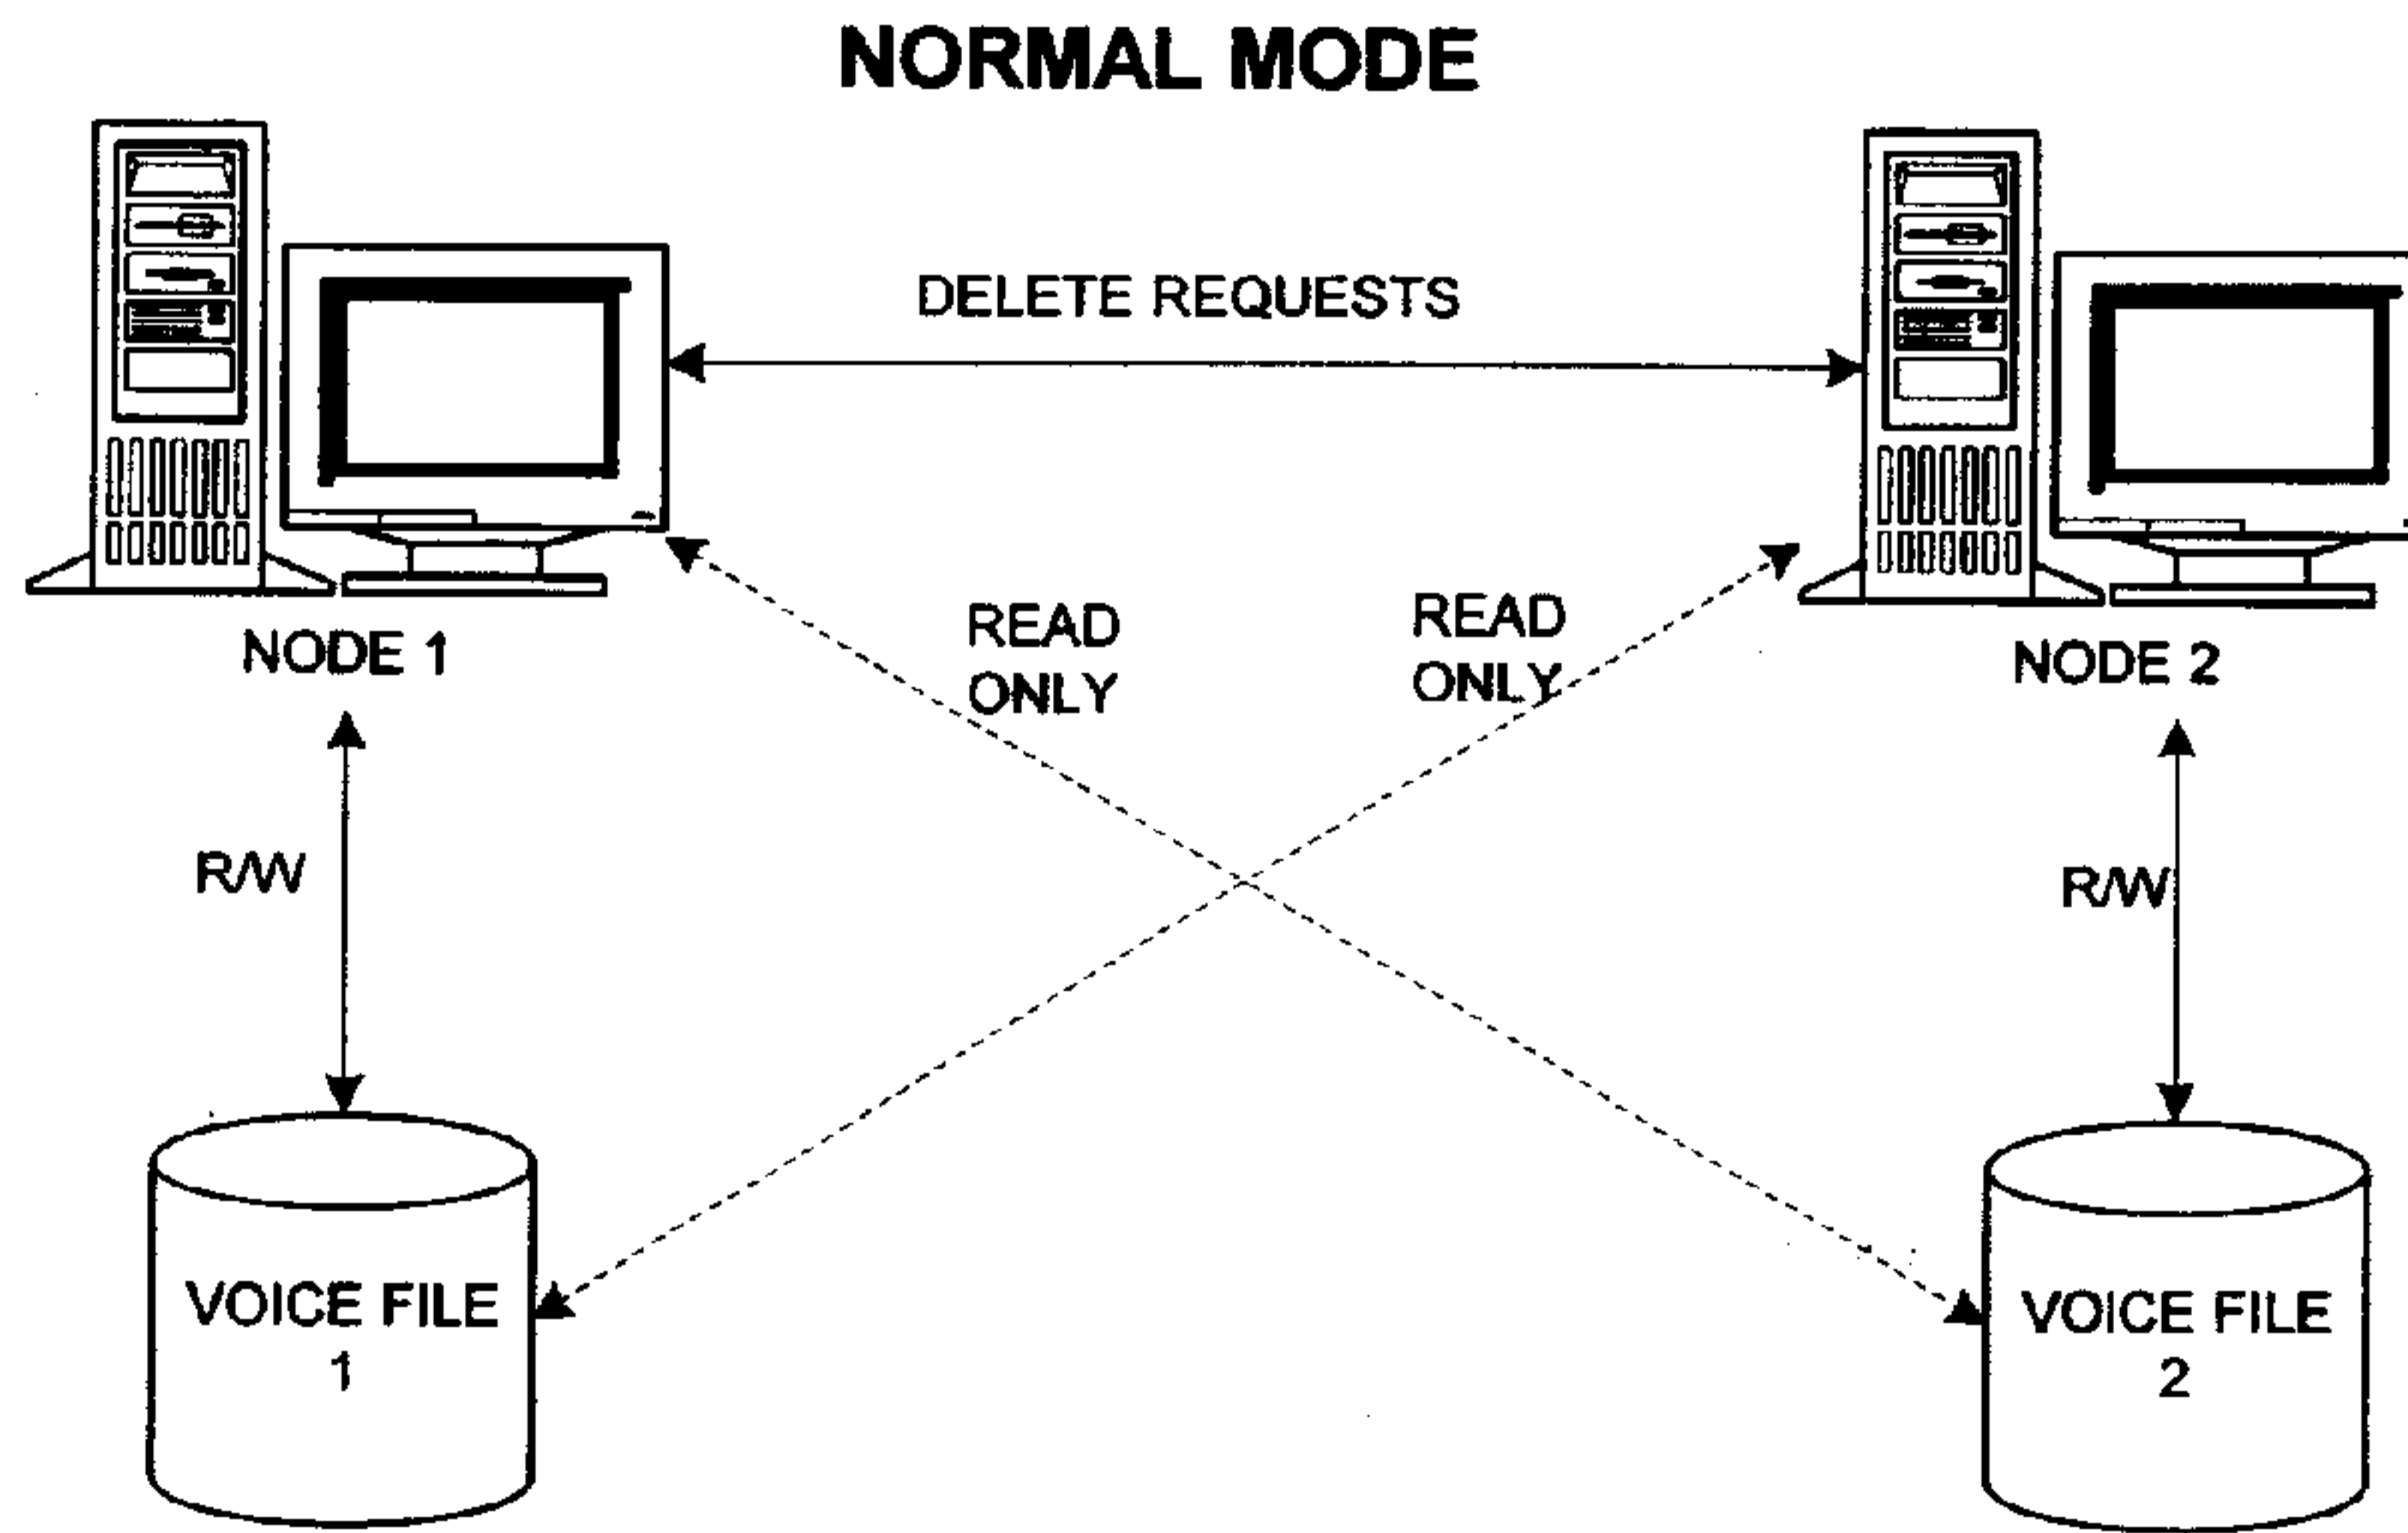 NORMAL MODE
DELETE REQUESTS
READ
ONLY
READ
ONLY
NODE 1
NODE 2
R/W
R/W
VOICE FILE
1
VOICE FILE
2